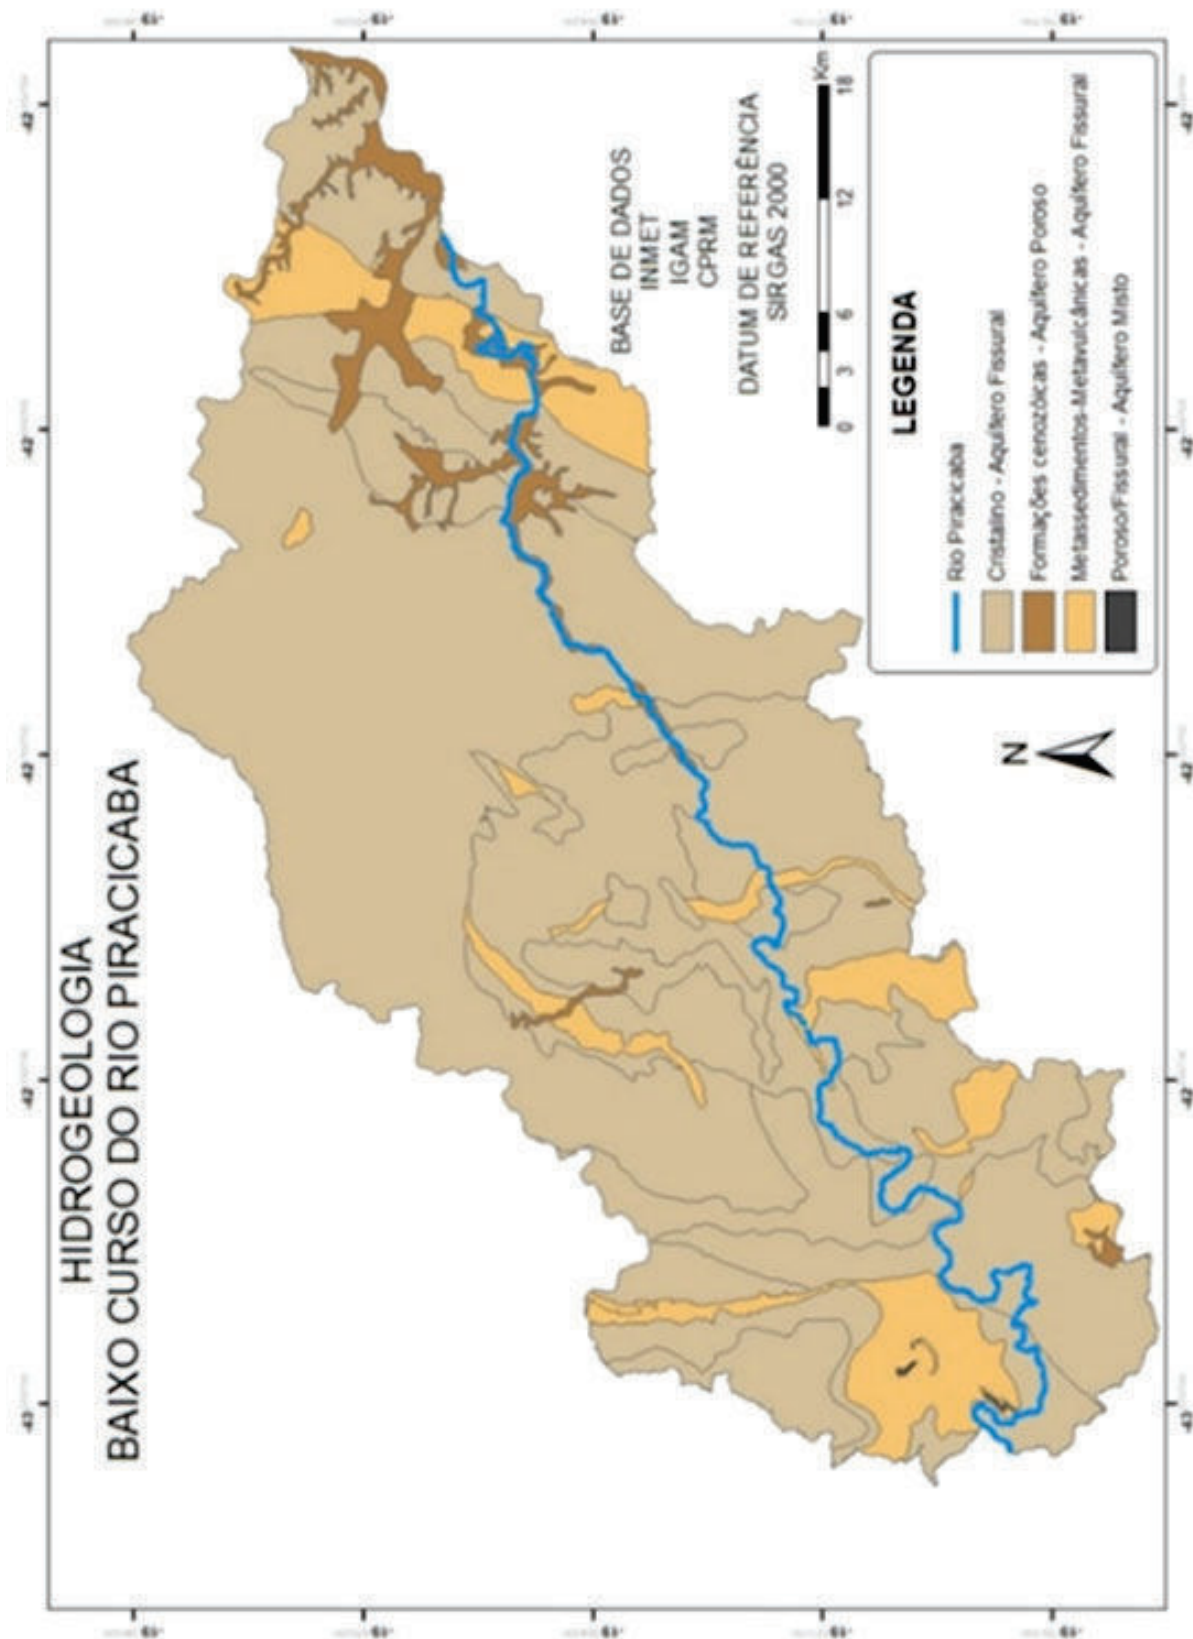 HIDROGEOLOGIA
BAIXO CURSO DO RIO PIRACICABA
BASE DE DADOS
INMET
IGAM
CPRM
DATUM DE REFERÊNCIA
SIRGAS 2000
0 3 6 12 18
Km
N
LEGENDA
Rio Piracicaba
Cristalino - Aquífero Fissural
Formações cenozóicas - Aquífero Poroso
Metassedimentos-Metavulcânicas - Aquífero Fissural
Poroso/Fissural - Aquífero Misto